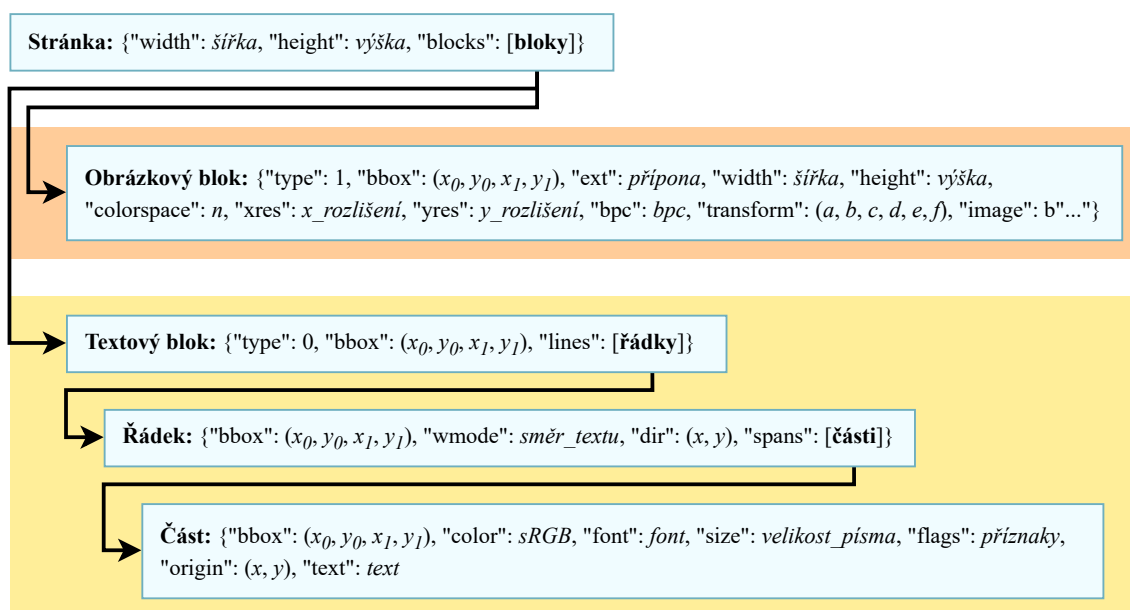 Stránka: {"width": šířka, "height": výška, "blocks": [bloky]}
Obrázkový blok: {"type": 1, "bbox": (x0, y0, x1, y1), "ext": přípona, "width": šířka, "height": výška,
"colorspace": n, "xres": x_rozlišení, "yres": y_rozlišení, "bpc": bpc, "transform": (a, b, c, d, e, f), "image": b"..."}
Textový blok: {"type": 0, "bbox": (x0, y0, x1, y1), "lines": [řádky]}
Řádek: {"bbox": (x0, y0, x1, y1), "wmode": směr_textu, "dir": (x, y), "spans": [části]}
Část: {"bbox": (x0, y0, x1, y1), "color": sRGB, "font": font, "size": velikost_písma, "flags": příznaky,
"origin": (x, y), "text": text